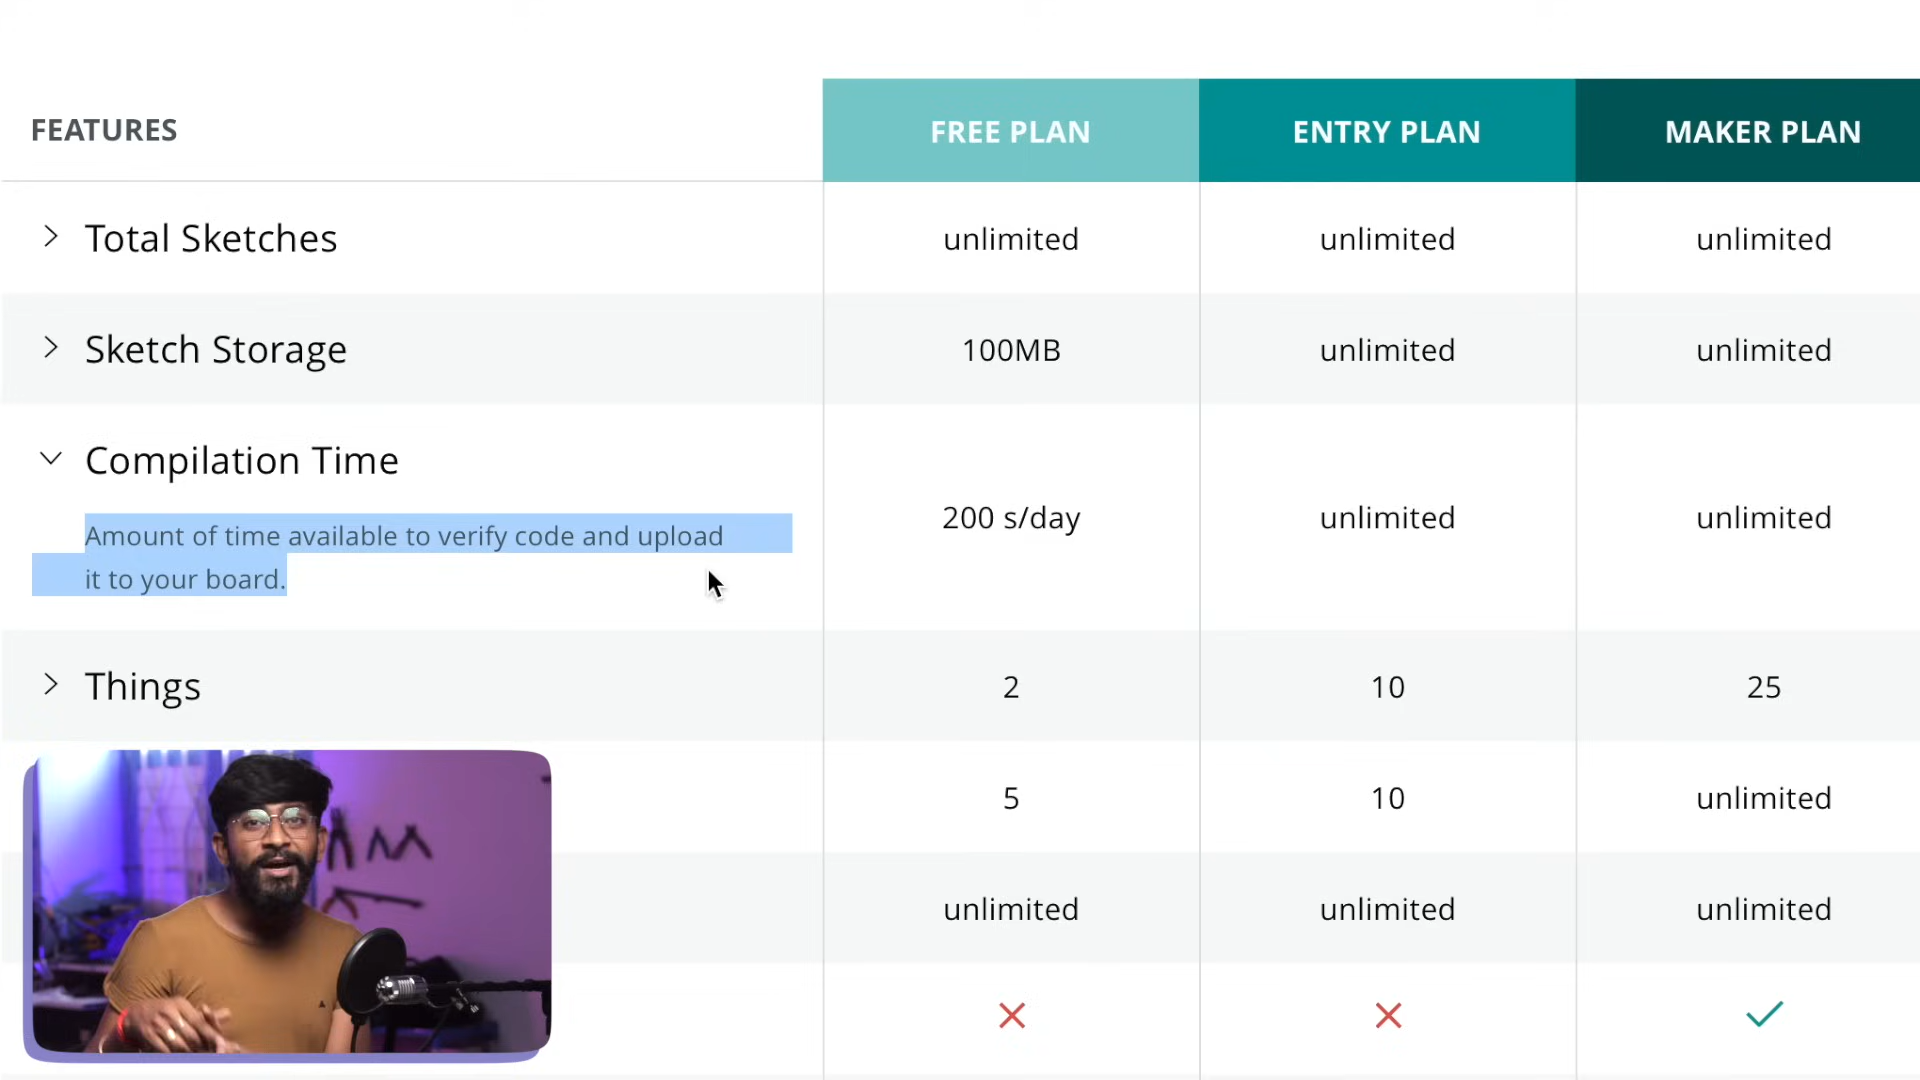 FEATURES FREE PLAN ENTRY PLAN MAKER PLAN
Total Sketches unlimited unlimited unlimited
Sketch Storage 100MB unlimited unlimited
Compilation Time
Amount of time available to verify code and upload
it to your board.
200 s/day unlimited unlimited
Things 2 10 25
5 10 unlimited
unlimited unlimited unlimited